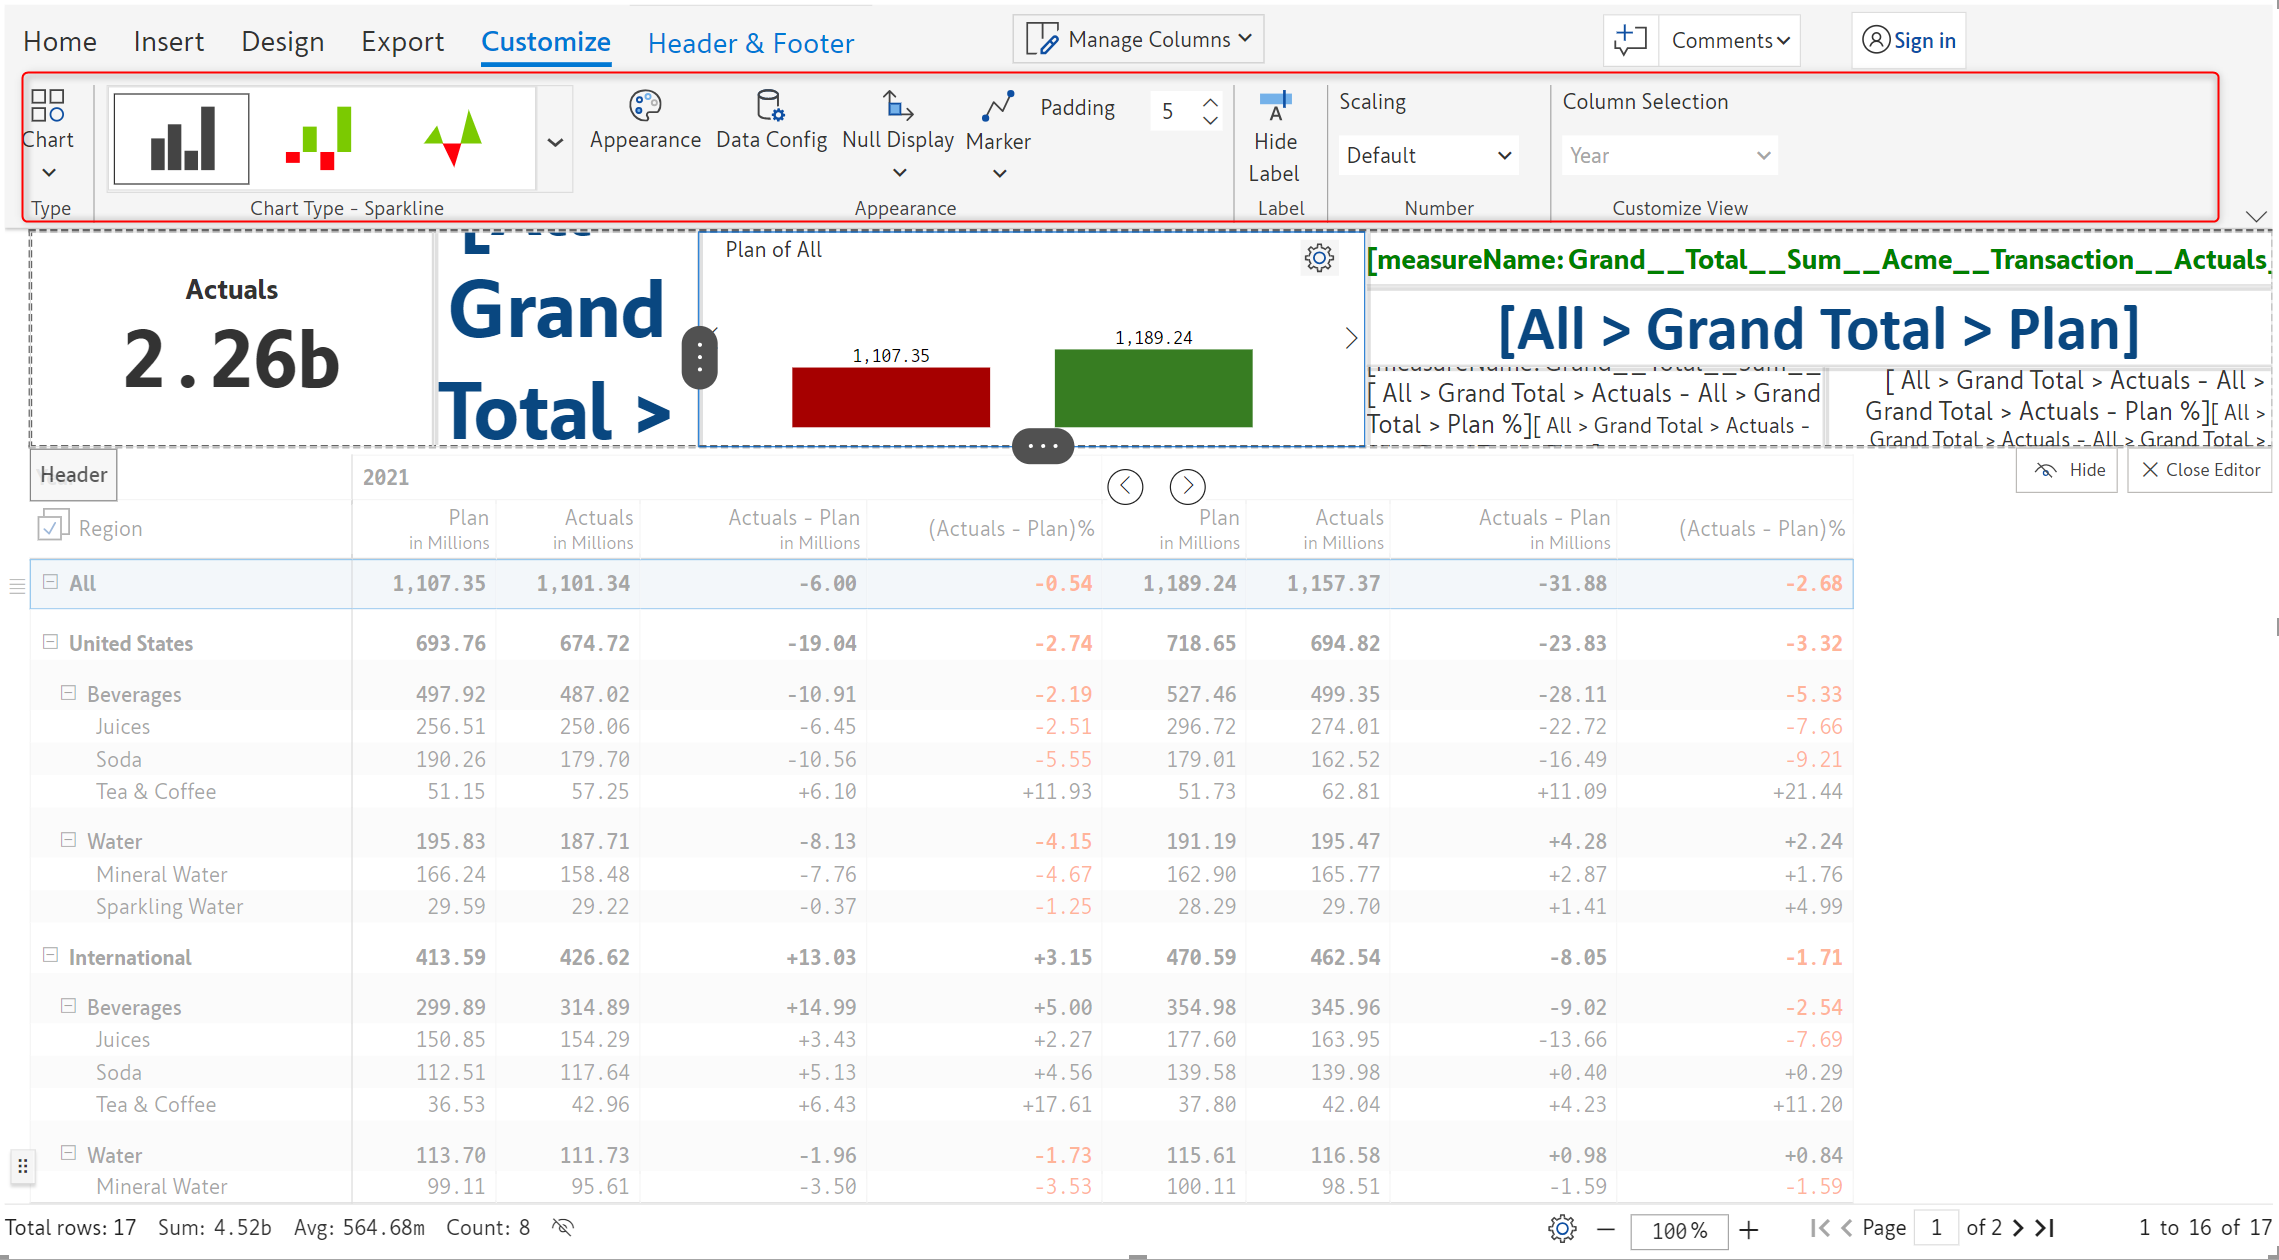 Home Insert Design Export Customize Header & Footer Manage Columns Comments Sign in
Chart Appearance Data Config Null Display Marker Padding 5 Hide Label Scaling Default Column Selection Year
Type Chart Type - Sparkline Appearance Label Number Customize View
Actuals
2.26b
Grand
Total >
Plan of All
1,107.35
1,189.24
[measureName: Grand__Total__Sum__Acme__Transaction__Actuals_
[All > Grand Total > Plan]
[ All > Grand Total > Actuals - All > Grand
Total > Plan %][ All > Grand Total > Actuals -
[ All > Grand Total > Actuals - All >
Grand Total > Actuals - Plan %][ All >
Grand Total > Actuals - All > Grand Total >
Header 2021 Hide Close Editor
Region Plan in Millions Actuals in Millions Actuals - Plan in Millions (Actuals - Plan)% Plan in Millions Actuals in Millions Actuals - Plan in Millions (Actuals - Plan)%
All 1,107.35 1,101.34 -6.00 -0.54 1,189.24 1,157.37 -31.88 -2.68
United States 693.76 674.72 -19.04 -2.74 718.65 694.82 -23.83 -3.32
Beverages 497.92 487.02 -10.91 -2.19 527.46 499.35 -28.11 -5.33
Juices 256.51 250.06 -6.45 -2.51 296.72 274.01 -22.72 -7.66
Soda 190.26 179.70 -10.56 -5.55 179.01 162.52 -16.49 -9.21
Tea & Coffee 51.15 57.25 +6.10 +11.93 51.73 62.81 +11.09 +21.44
Water 195.83 187.71 -8.13 -4.15 191.19 195.47 +4.28 +2.24
Mineral Water 166.24 158.48 -7.76 -4.67 162.90 165.77 +2.87 +1.76
Sparkling Water 29.59 29.22 -0.37 -1.25 28.29 29.70 +1.41 +4.99
International 413.59 426.62 +13.03 +3.15 470.59 462.54 -8.05 -1.71
Beverages 299.89 314.89 +14.99 +5.00 354.98 345.96 -9.02 -2.54
Juices 150.85 154.29 +3.43 +2.27 177.60 163.95 -13.66 -7.69
Soda 112.51 117.64 +5.13 +4.56 139.58 139.98 +0.40 +0.29
Tea & Coffee 36.53 42.96 +6.43 +17.61 37.80 42.04 +4.23 +11.20
Water 113.70 111.73 -1.96 -1.73 115.61 116.58 +0.98 +0.84
Mineral Water 99.11 95.61 -3.50 -3.53 100.11 98.51 -1.59 -1.59
Total rows: 17 Sum: 4.52b Avg: 564.68m Count: 8 100% Page 1 of 2 1 to 16 of 17